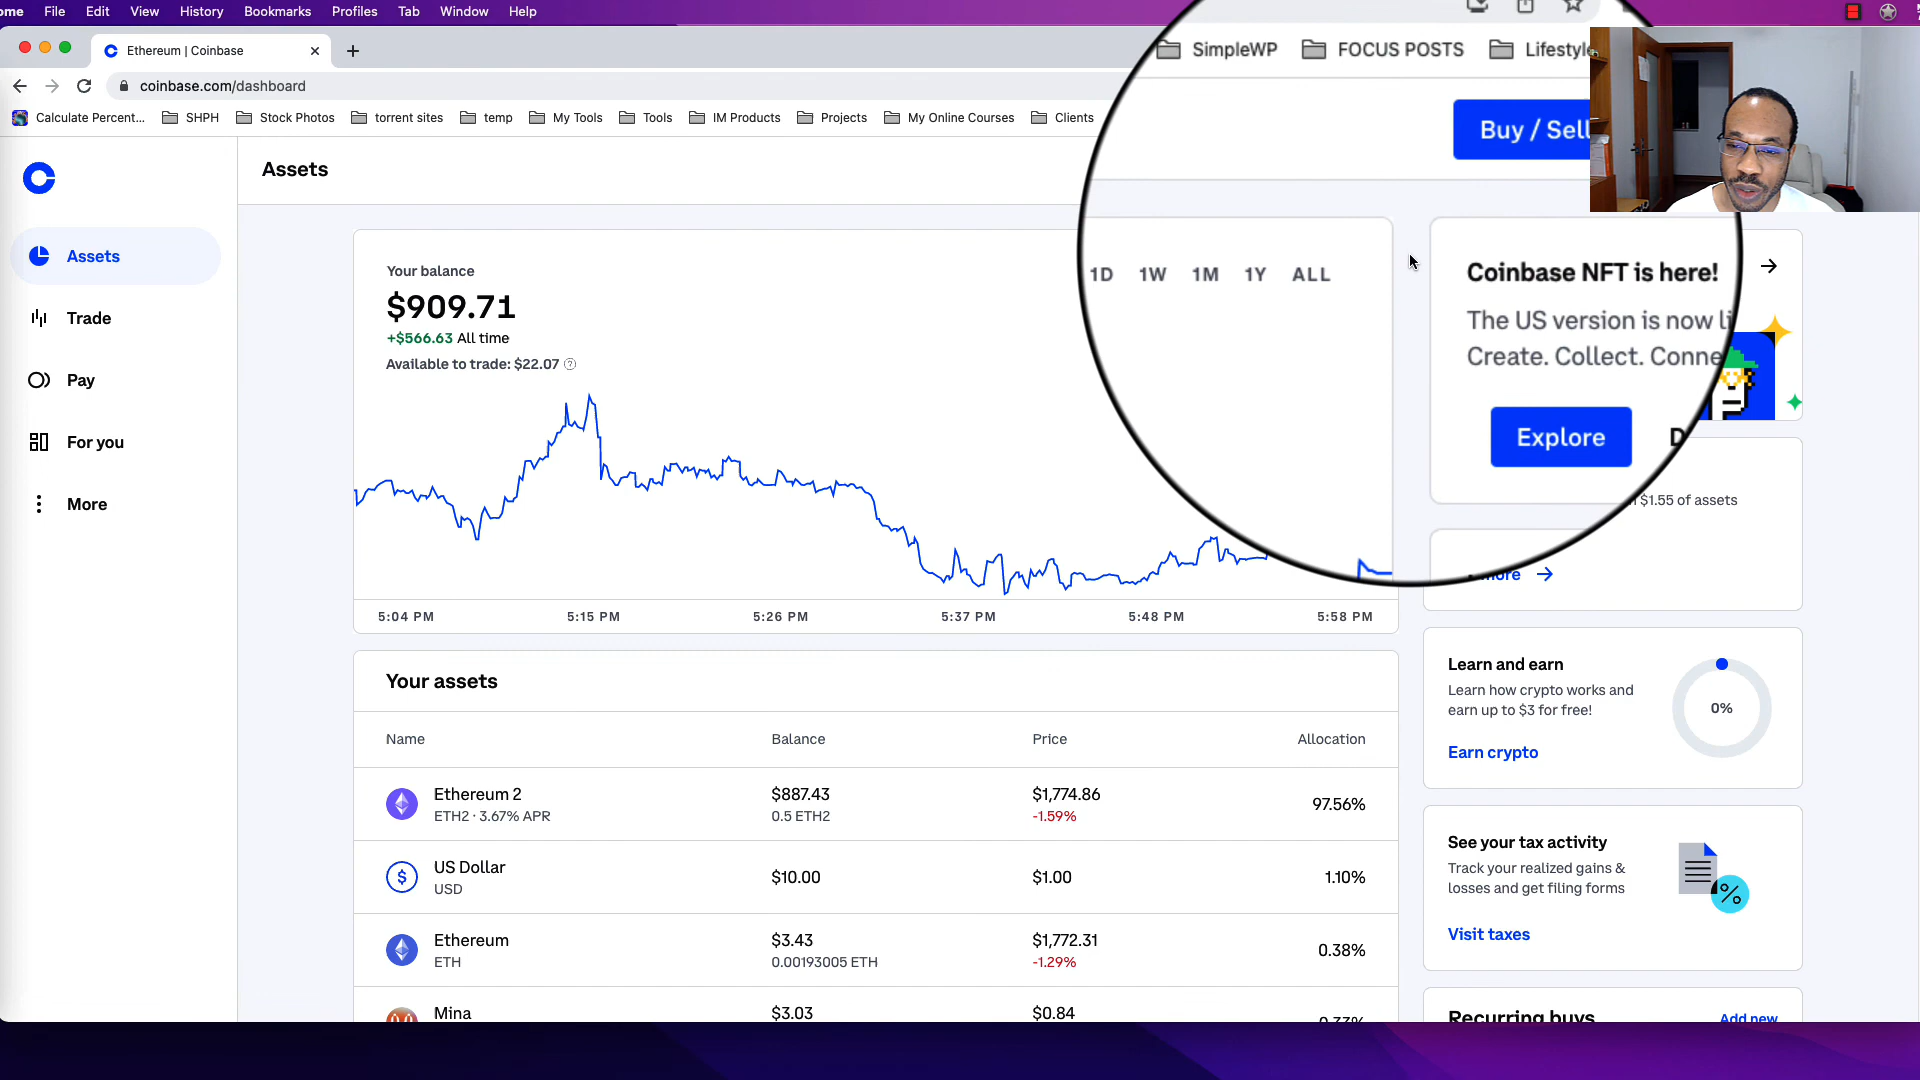 File Edit View History Bookmarks Profiles Tab Window Help
Ethereum | Coinbase
coinbase.com/dashboard
Calculate Percent... SHPH Stock Photos torrent sites temp My Tools Tools IM Products Projects My Online Courses Clients
SimpleWP FOCUS POSTS
Buy / Sell
Assets
Assets
Trade
Pay
For you
More
Your balance
$909.71
+$566.63 All time
Available to trade: $22.07
1D 1W 1M 1Y ALL
5:04 PM 5:15 PM 5:26 PM 5:37 PM 5:48 PM 5:58 PM
Coinbase NFT is here!
The US version is now
Create. Collect.
Explore
$1.55 of assets
Your assets
Name Balance Price Allocation
Ethereum 2 $887.43 $1,774.86 97.56%
ETH2 · 3.67% APR 0.5 ETH2 -1.59%
US Dollar $10.00 $1.00 1.10%
USD
Ethereum $3.43 $1,772.31 0.38%
ETH 0.00193005 ETH -1.29%
Mina $3.03 $0.84
Learn and earn
Learn how crypto works and
earn up to $3 for free!
0%
Earn crypto
See your tax activity
Track your realized gains &
losses and get filing forms
Visit taxes
Recurring buys Add new